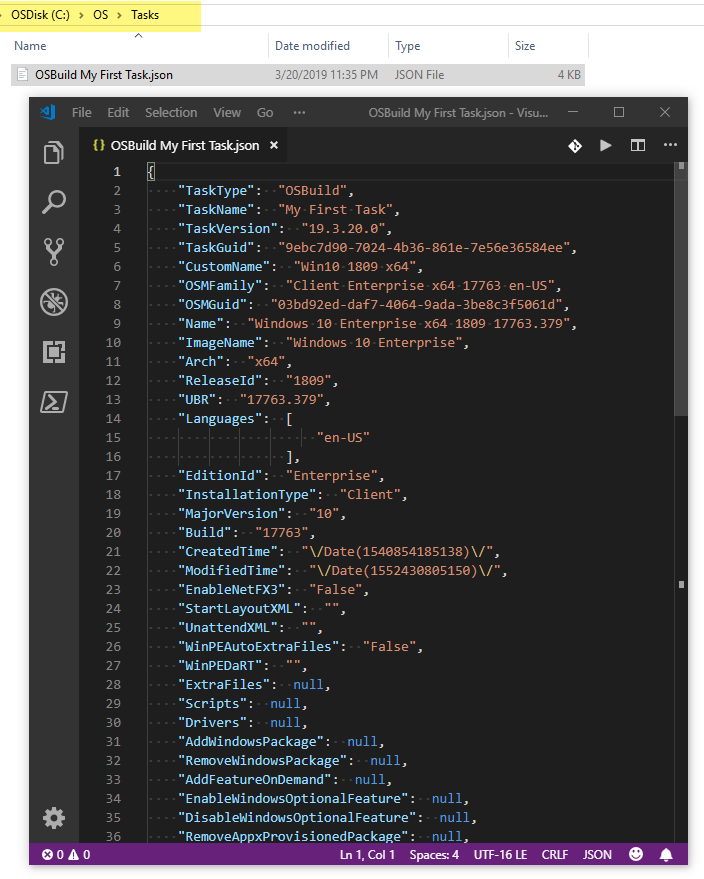 OSDisk (C:) > OS > Tasks
Name Date modified Type Size
OSBuild My First Task.json 3/20/2019 11:35 PM JSON File 4 KB
File Edit Selection View Go ··· OSBuild My First Task.json - Visu...
{} OSBuild My First Task.json ×
1 {
2 "TaskType": "OSBuild",
3 "TaskName": "My First Task",
4 "TaskVersion": "19.3.20.0",
5 "TaskGuid": "9ebc7d90-7024-4b36-861e-7e56e36584ee",
6 "CustomName": "Win10 1809 x64",
7 "OSMFamily": "Client Enterprise x64 17763 en-US",
8 "OSMGuid": "03bd92ed-daf7-4064-9ada-3be8c3f5061d",
9 "Name": "Windows 10 Enterprise x64 1809 17763.379",
10 "ImageName": "Windows 10 Enterprise",
11 "Arch": "x64",
12 "ReleaseId": "1809",
13 "UBR": "17763.379",
14 "Languages": [
15 "en-US"
16 ],
17 "EditionId": "Enterprise",
18 "InstallationType": "Client",
19 "MajorVersion": "10",
20 "Build": "17763",
21 "CreatedTime": "\/Date(1540854185138)\/",
22 "ModifiedTime": "\/Date(1552430805150)\/",
23 "EnableNetFX3": "False",
24 "StartLayoutXML": "",
25 "UnattendXML": "",
26 "WinPEAutoExtraFiles": "False",
27 "WinPEDaRT": "",
28 "ExtraFiles": null,
29 "Scripts": null,
30 "Drivers": null,
31 "AddWindowsPackage": null,
32 "RemoveWindowsPackage": null,
33 "AddFeatureOnDemand": null,
34 "EnableWindowsOptionalFeature": null,
35 "DisableWindowsOptionalFeature": null,
36 "RemoveAppxProvisionedPackage": null,
0 0 Ln 1, Col 1 Spaces: 4 UTF-16 LE CRLF JSON